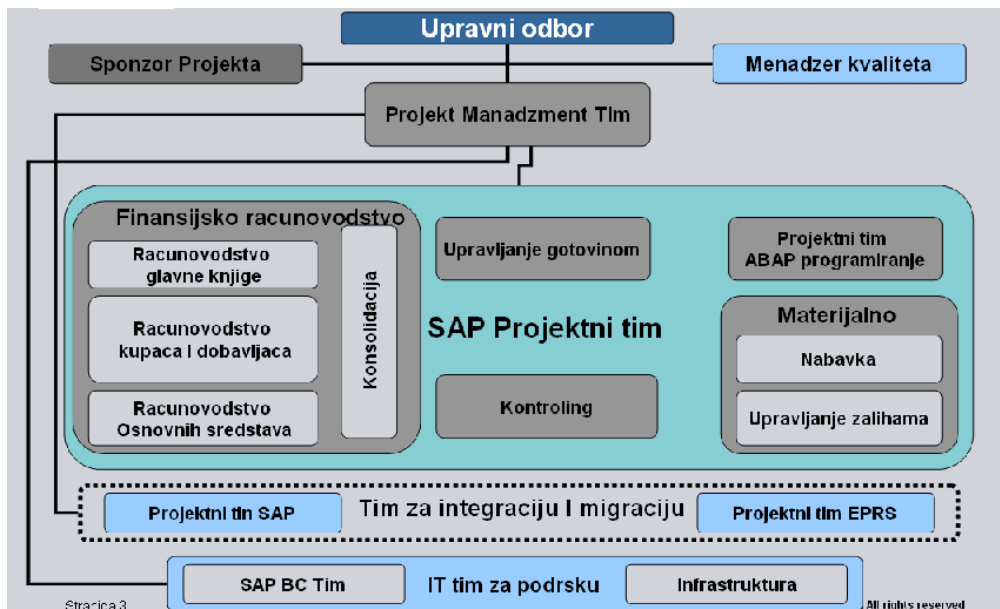 Upravni odbor
Sponzor Projekta
Menadzer kvaliteta
Projekt Manadzment TIm
Finansijsko racunovodstvo
Racunovodstvo
glavne knjige
Racunovodstvo
kupaca I dobavljaca
Racunovodstvo
Osnovnih sredstava
Konsolidacija
Upravljanje gotovinom
SAP Projektni tim
Kontroling
Projektni tim
ABAP programiranje
Materijalno
Nabavka
Upravljanje zalihama
Projektni tin SAP
Tim za integraciju I migraciju
Projektni tim EPRS
SAP BC Tim
IT tim za podrsku
Infrastruktura
Stranica 3
All rights reserved